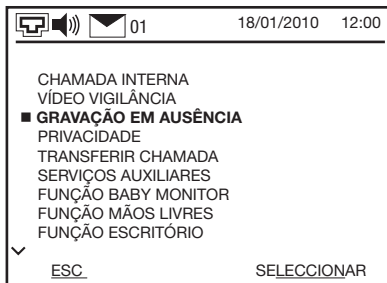 01 18/01/2010 12:00
CHAMADA INTERNA
VÍDEO VIGILÂNCIA
GRAVAÇÃO EM AUSÊNCIA
PRIVACIDADE
TRANSFERIR CHAMADA
SERVIÇOS AUXILIARES
FUNÇÃO BABY MONITOR
FUNÇÃO MÃOS LIVRES
FUNÇÃO ESCRITÓRIO
ESC SELECCIONAR